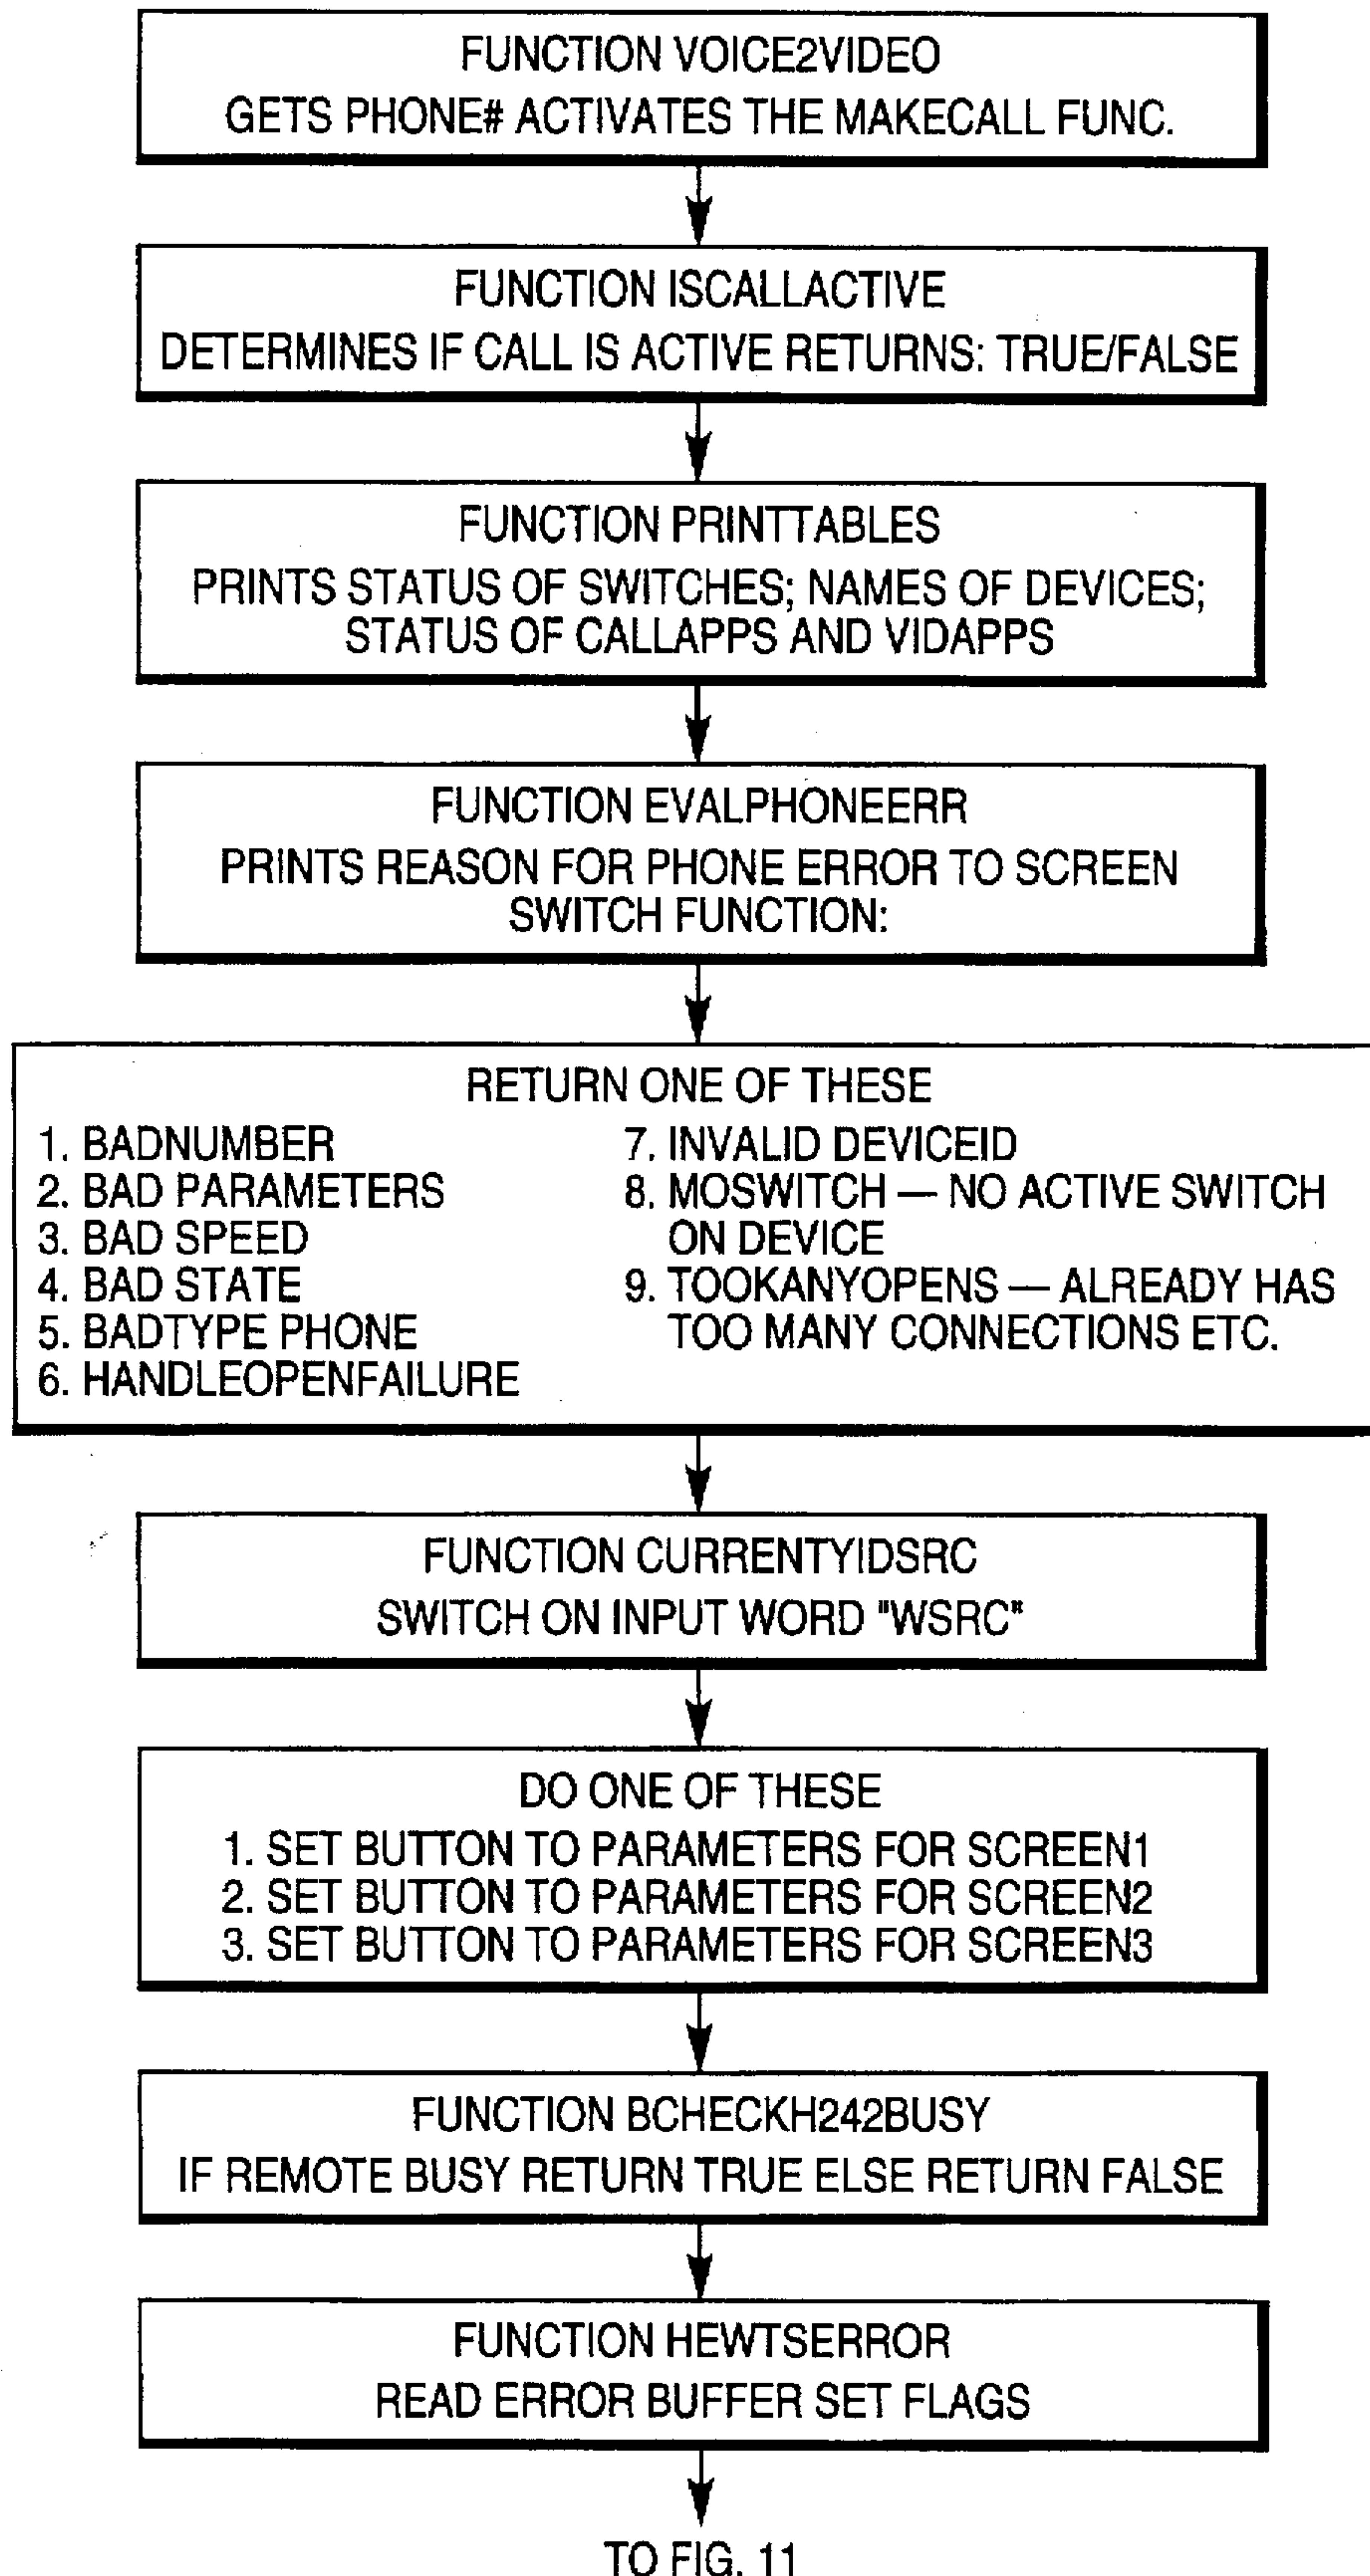 FUNCTION VOICE2VIDEO
GETS PHONE# ACTIVATES THE MAKECALL FUNC.
FUNCTION ISCALLACTIVE
DETERMINES IF CALL IS ACTIVE RETURNS: TRUE/FALSE
FUNCTION PRINTTABLES
PRINTS STATUS OF SWITCHES; NAMES OF DEVICES;
STATUS OF CALLAPPS AND VIDAPPS
FUNCTION EVALPHONEERR
PRINTS REASON FOR PHONE ERROR TO SCREEN
SWITCH FUNCTION:
RETURN ONE OF THESE
1. BADNUMBER
2. BAD PARAMETERS
3. BAD SPEED
4. BAD STATE
5. BADTYPE PHONE
6. HANDLEOPENFAILURE
7. INVALID DEVICEID
8. MOSWITCH — NO ACTIVE SWITCH
ON DEVICE
9. TOOKANYOPENS — ALREADY HAS
TOO MANY CONNECTIONS ETC.
FUNCTION CURRENTYIDSRC
SWITCH ON INPUT WORD "WSRC"
DO ONE OF THESE
1. SET BUTTON TO PARAMETERS FOR SCREEN1
2. SET BUTTON TO PARAMETERS FOR SCREEN2
3. SET BUTTON TO PARAMETERS FOR SCREEN3
FUNCTION BCHECKH242BUSY
IF REMOTE BUSY RETURN TRUE ELSE RETURN FALSE
FUNCTION HEWTSERROR
READ ERROR BUFFER SET FLAGS
TO FIG. 11